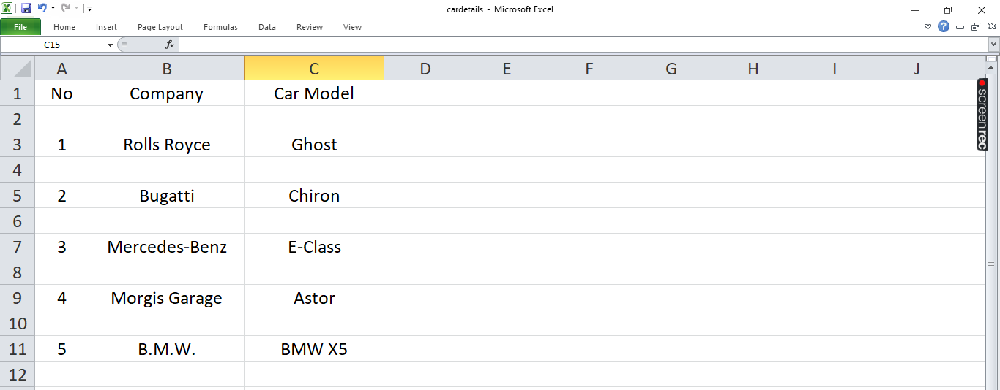 cardetails - Microsoft Excel
File Home Insert Page Layout Formulas Data Review View
C15 fx
A B C D E F G H I J
1 No Company Car Model
2
3 1 Rolls Royce Ghost
4
5 2 Bugatti Chiron
6
7 3 Mercedes-Benz E-Class
8
9 4 Morgis Garage Astor
10
11 5 B.M.W. BMW X5
12
screenrec